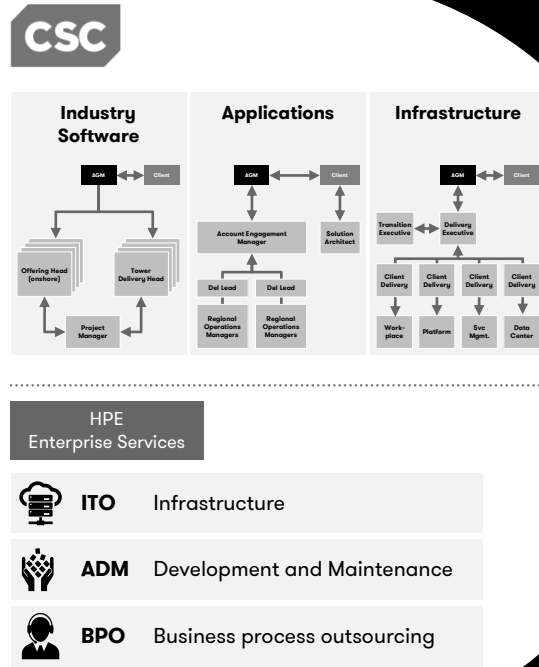 CSC
Industry
Software
AGM
Client
Offering Head
(onshore)
Tower
Delivery Head
Project
Manager
Applications
AGM
Client
Account Engagement
Manager
Solution
Architect
Del Lead
Del Lead
Regional
Operations
Managers
Regional
Operations
Managers
Infrastructure
AGM
Client
Transition
Executive
Delivery
Executive
Client
Delivery
Client
Delivery
Client
Delivery
Client
Delivery
Work-
place
Platform
Svc
Mgmt.
Data
Center
HPE
Enterprise Services
ITO Infrastructure
ADM Development and Maintenance
BPO Business process outsourcing